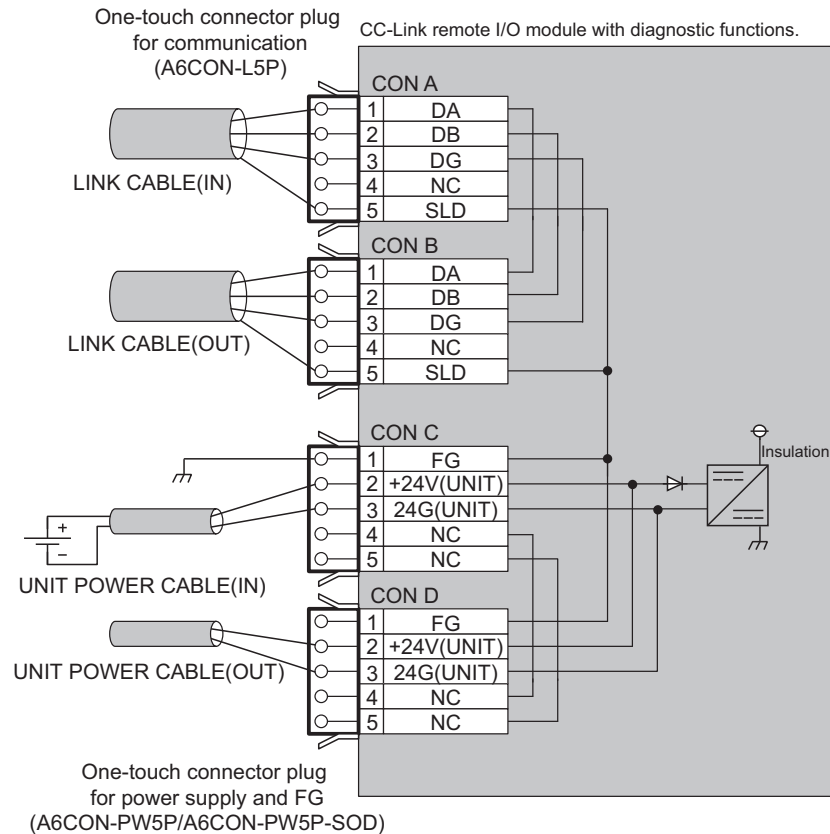 One-touch connector plug
for communication
(A6CON-L5P)
CC-Link remote I/O module with diagnostic functions.
CON A
1 DA
2 DB
3 DG
4 NC
5 SLD
LINK CABLE(IN)
CON B
1 DA
2 DB
3 DG
4 NC
5 SLD
LINK CABLE(OUT)
CON C
1 FG
2 +24V(UNIT)
3 24G(UNIT)
4 NC
5 NC
Insulation
+
−
UNIT POWER CABLE(IN)
CON D
1 FG
2 +24V(UNIT)
3 24G(UNIT)
4 NC
5 NC
UNIT POWER CABLE(OUT)
One-touch connector plug
for power supply and FG
(A6CON-PW5P/A6CON-PW5P-SOD)